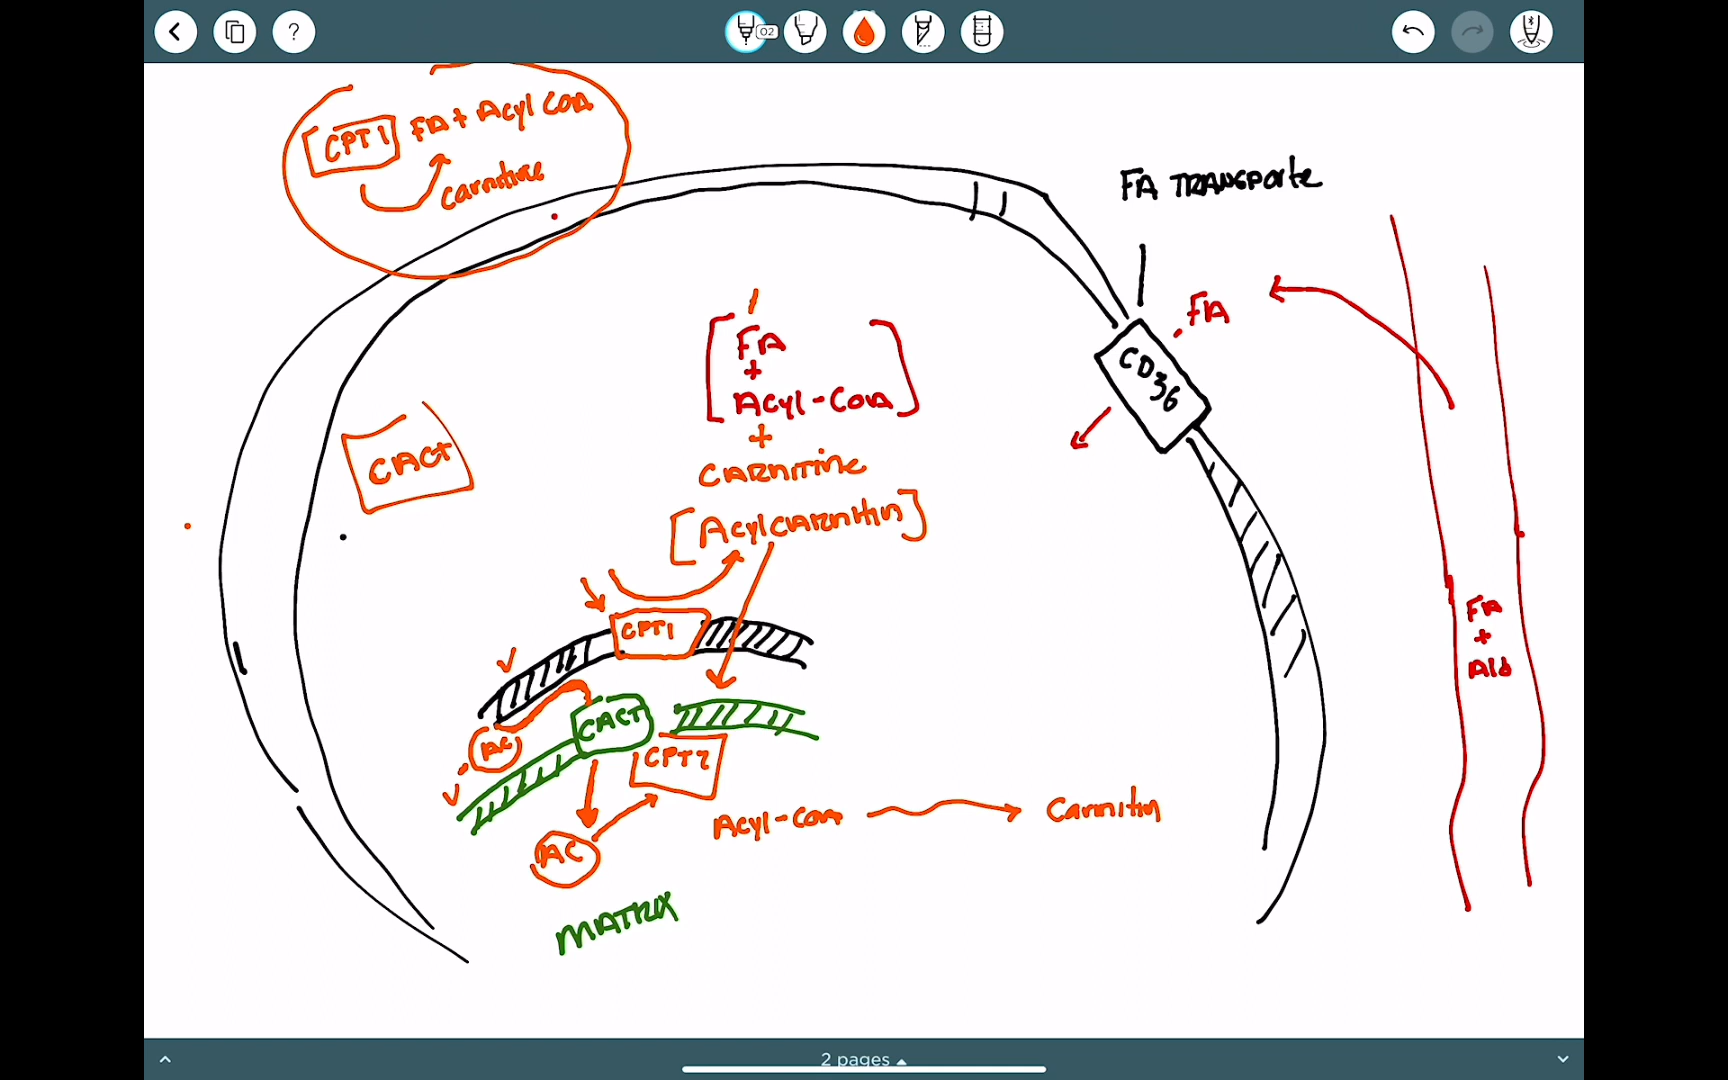 ?
02
CPT1 FA + Acyl CoA
Carnitine
FA TRANSPORTE
FA
CD36
FA
+
Acyl-CoA
+
CARNITINE
[Acylcarnitin]
CACT
CPT1
CACT
AC
CPT2
Acyl-CoA
Carnitin
AC
MATRIX
FA
+
Alb
2 pages